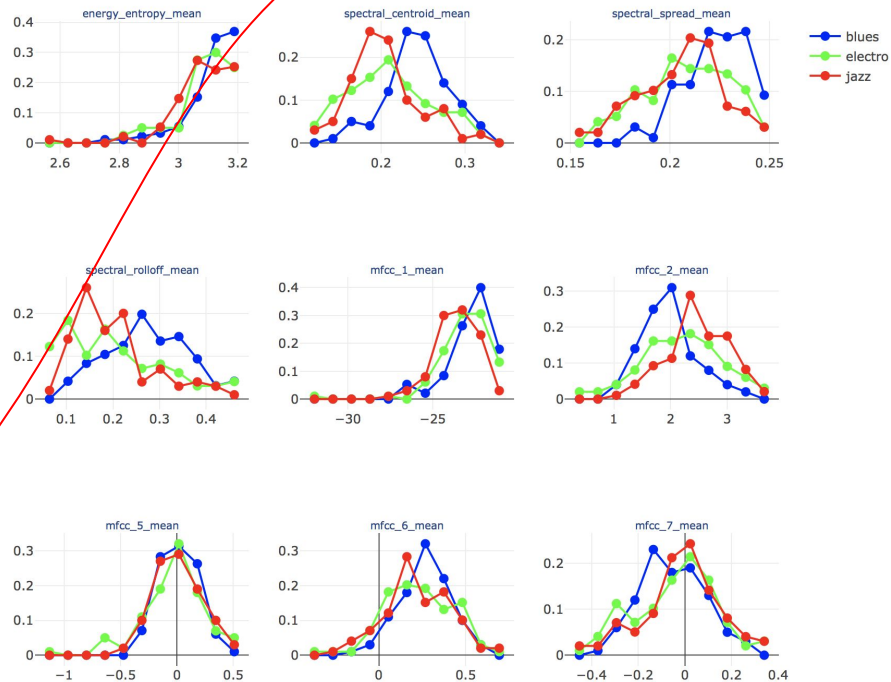 energy_entropy_mean
spectral_centroid_mean
spectral_spread_mean
blues
electro
jazz
0.4
0.3
0.2
0.1
0
2.6 2.8 3 3.2
0.2
0.1
0
0.2 0.3
0.2
0.1
0
0.15 0.2 0.25
spectral_rolloff_mean
mfcc_1_mean
mfcc_2_mean
0.2
0.1
0
0.1 0.2 0.3 0.4
0.4
0.3
0.2
0.1
0
−30 −25
0.3
0.2
0.1
0
1 2 3
mfcc_5_mean
mfcc_6_mean
mfcc_7_mean
0.3
0.2
0.1
0
−1 −0.5 0 0.5
0.3
0.2
0.1
0
0 0.5
0.2
0.1
0
−0.4 −0.2 0 0.2 0.4